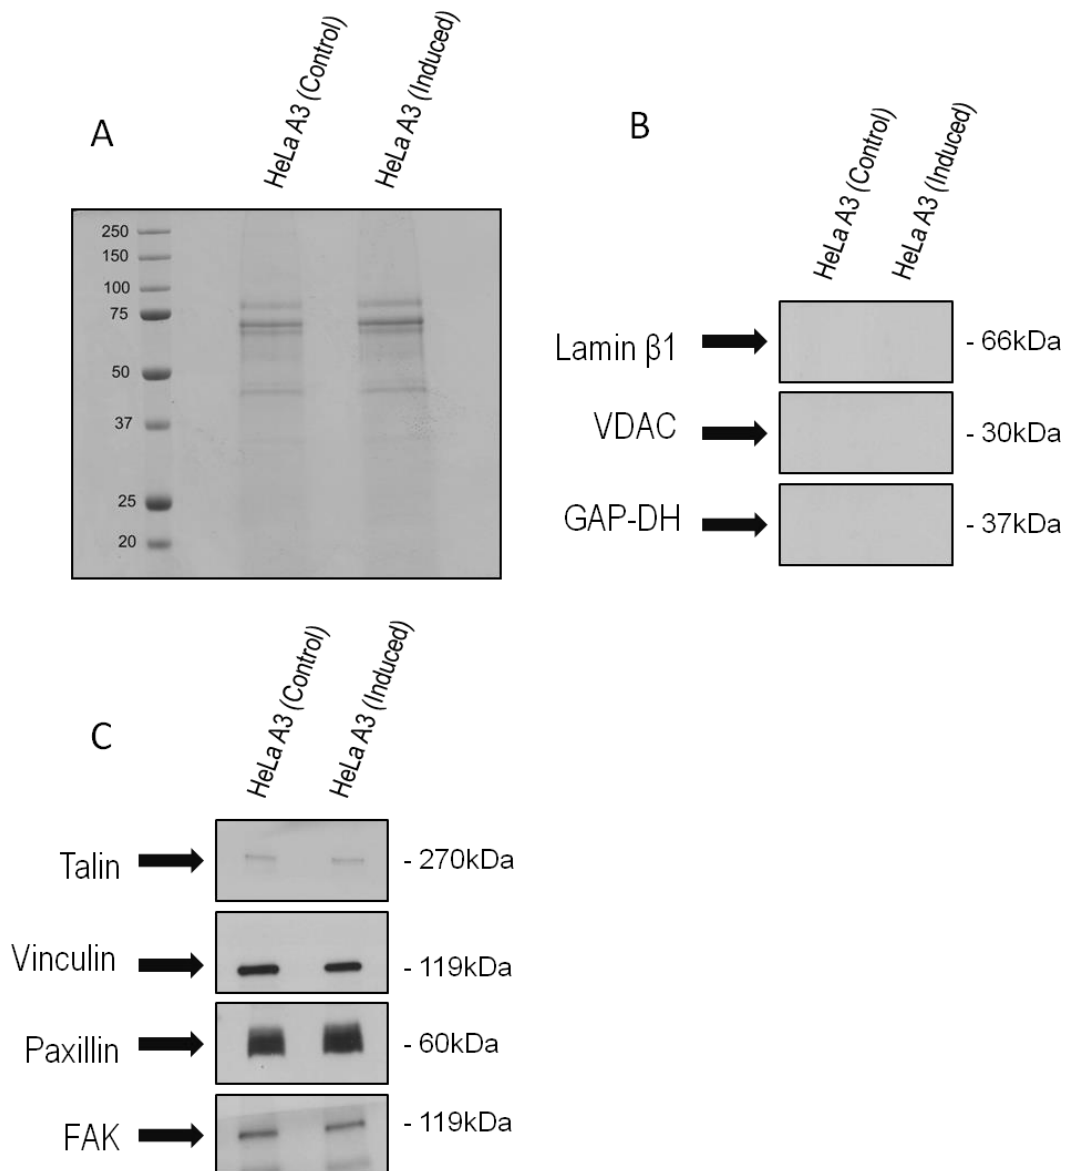 A
HeLa A3 (Control)
HeLa A3 (Induced)
250
150
100
75
50
37
25
20
B
HeLa A3 (Control)
HeLa A3 (Induced)
Lamin β1
- 66kDa
VDAC
- 30kDa
GAP-DH
- 37kDa
C
HeLa A3 (Control)
HeLa A3 (Induced)
Talin
- 270kDa
Vinculin
- 119kDa
Paxillin
- 60kDa
FAK
- 119kDa